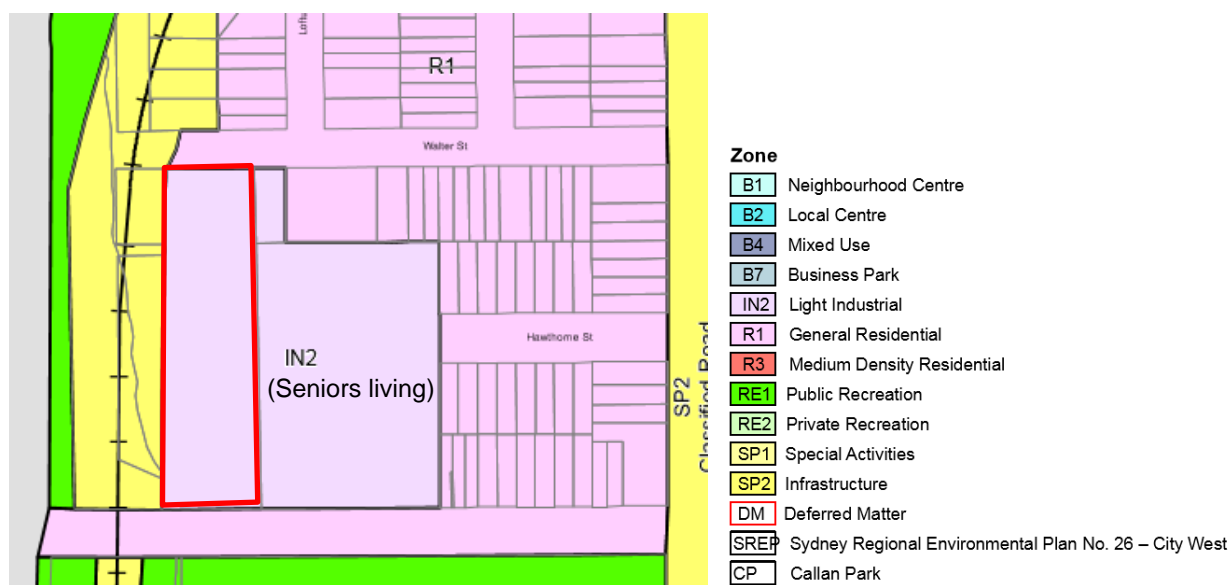 Loftu
R1
Walter St
Hawthorne St
IN2
(Seniors living)
SP2
Classified Road
Zone
B1 Neighbourhood Centre
B2 Local Centre
B4 Mixed Use
B7 Business Park
IN2 Light Industrial
R1 General Residential
R3 Medium Density Residential
RE1 Public Recreation
RE2 Private Recreation
SP1 Special Activities
SP2 Infrastructure
DM Deferred Matter
SREP Sydney Regional Environmental Plan No. 26 – City West
CP Callan Park